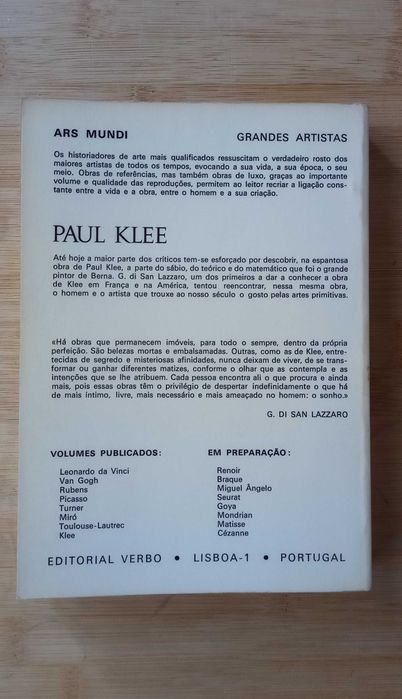 ARS MUNDI
GRANDES ARTISTAS
Os historiadores de arte mais qualificados ressuscitam o verdadeiro rosto dos
maiores artistas de todos os tempos, evocando a sua vida, a sua época, o seu
meio. Obras de referências, mas também obras de luxo, graças ao importante
volume e qualidade das reproduções, permitem ao leitor recriar a ligação cons-
tante entre a vida e a obra, entre o homem e a sua criação.
PAUL KLEE
Até hoje a maior parte dos críticos tem-se esforçado por descobrir, na espantosa
obra de Paul Klee, a parte do sábio, do teórico e do matemático que foi o grande
pintor de Berna. G. di San Lazzaro, um dos primeiros a dar a conhecer a obra
de Klee em França e na América, tentou reencontrar, nessa mesma obra,
o homem e o artista que trouxe ao nosso século o gosto pelas artes primitivas.
«Há obras que permanecem imóveis, para todo o sempre, dentro da própria
perfeição. São belezas mortas e embalsamadas. Outras, como as de Klee, entre-
tecidas de segredo e misteriosas afinidades, nunca deixam de viver, de se trans-
formar ou ganhar diferentes matizes, conforme o olhar que as contempla e as
intenções que se lhe atribuem. Cada pessoa encontra ali o que procura e ainda
mais, pois essas obras têm o privilégio de despertar indefinidamente o que há
de mais íntimo, livre, mais necessário e mais ameaçado no homem: o sonho.»
G. DI SAN LAZZARO
VOLUMES PUBLICADOS:
Leonardo da Vinci
Van Gogh
Rubens
Picasso
Turner
Miró
Toulouse-Lautrec
Klee
EM PREPARAÇÃO:
Renoir
Braque
Miguel Ângelo
Seurat
Goya
Mondrian
Matisse
Cézanne
EDITORIAL VERBO • LISBOA-1 • PORTUGAL